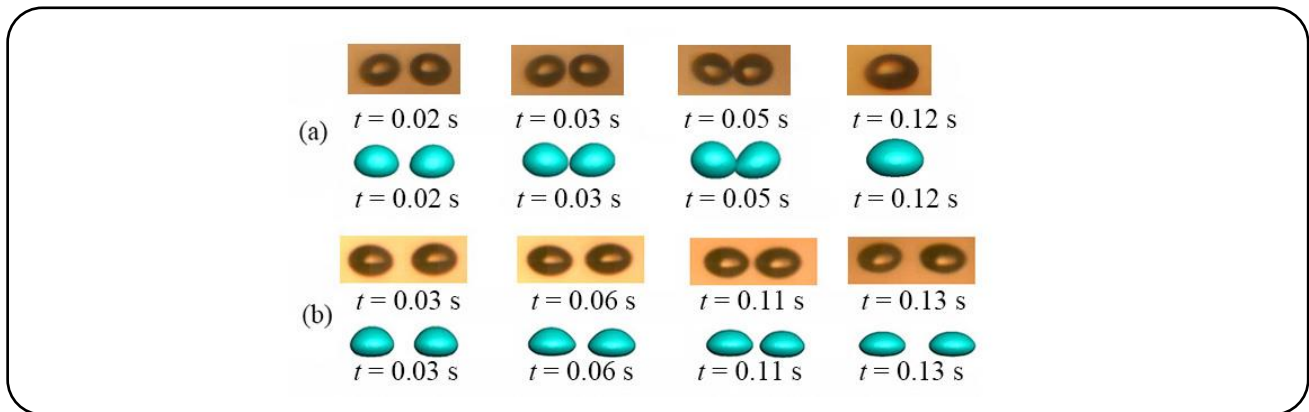 t = 0.02 s t = 0.03 s t = 0.05 s t = 0.12 s
(a)
t = 0.02 s t = 0.03 s t = 0.05 s t = 0.12 s
t = 0.03 s t = 0.06 s t = 0.11 s t = 0.13 s
(b)
t = 0.03 s t = 0.06 s t = 0.11 s t = 0.13 s